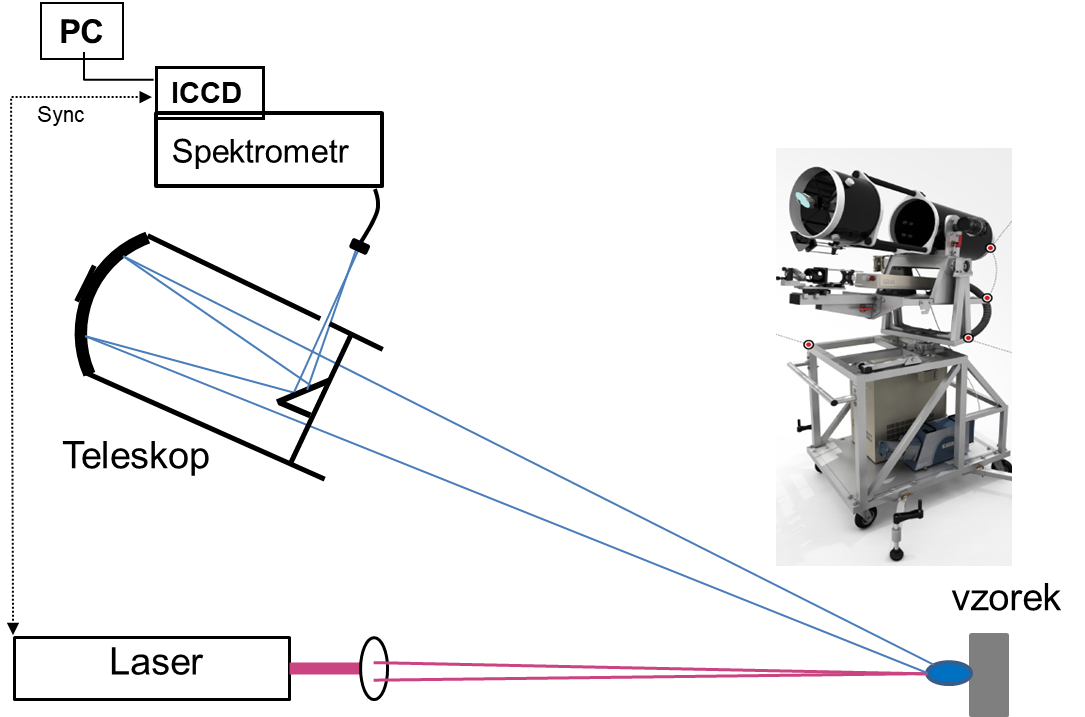 PC
ICCD
Sync
Spektrometr
Teleskop
vzorek
Laser